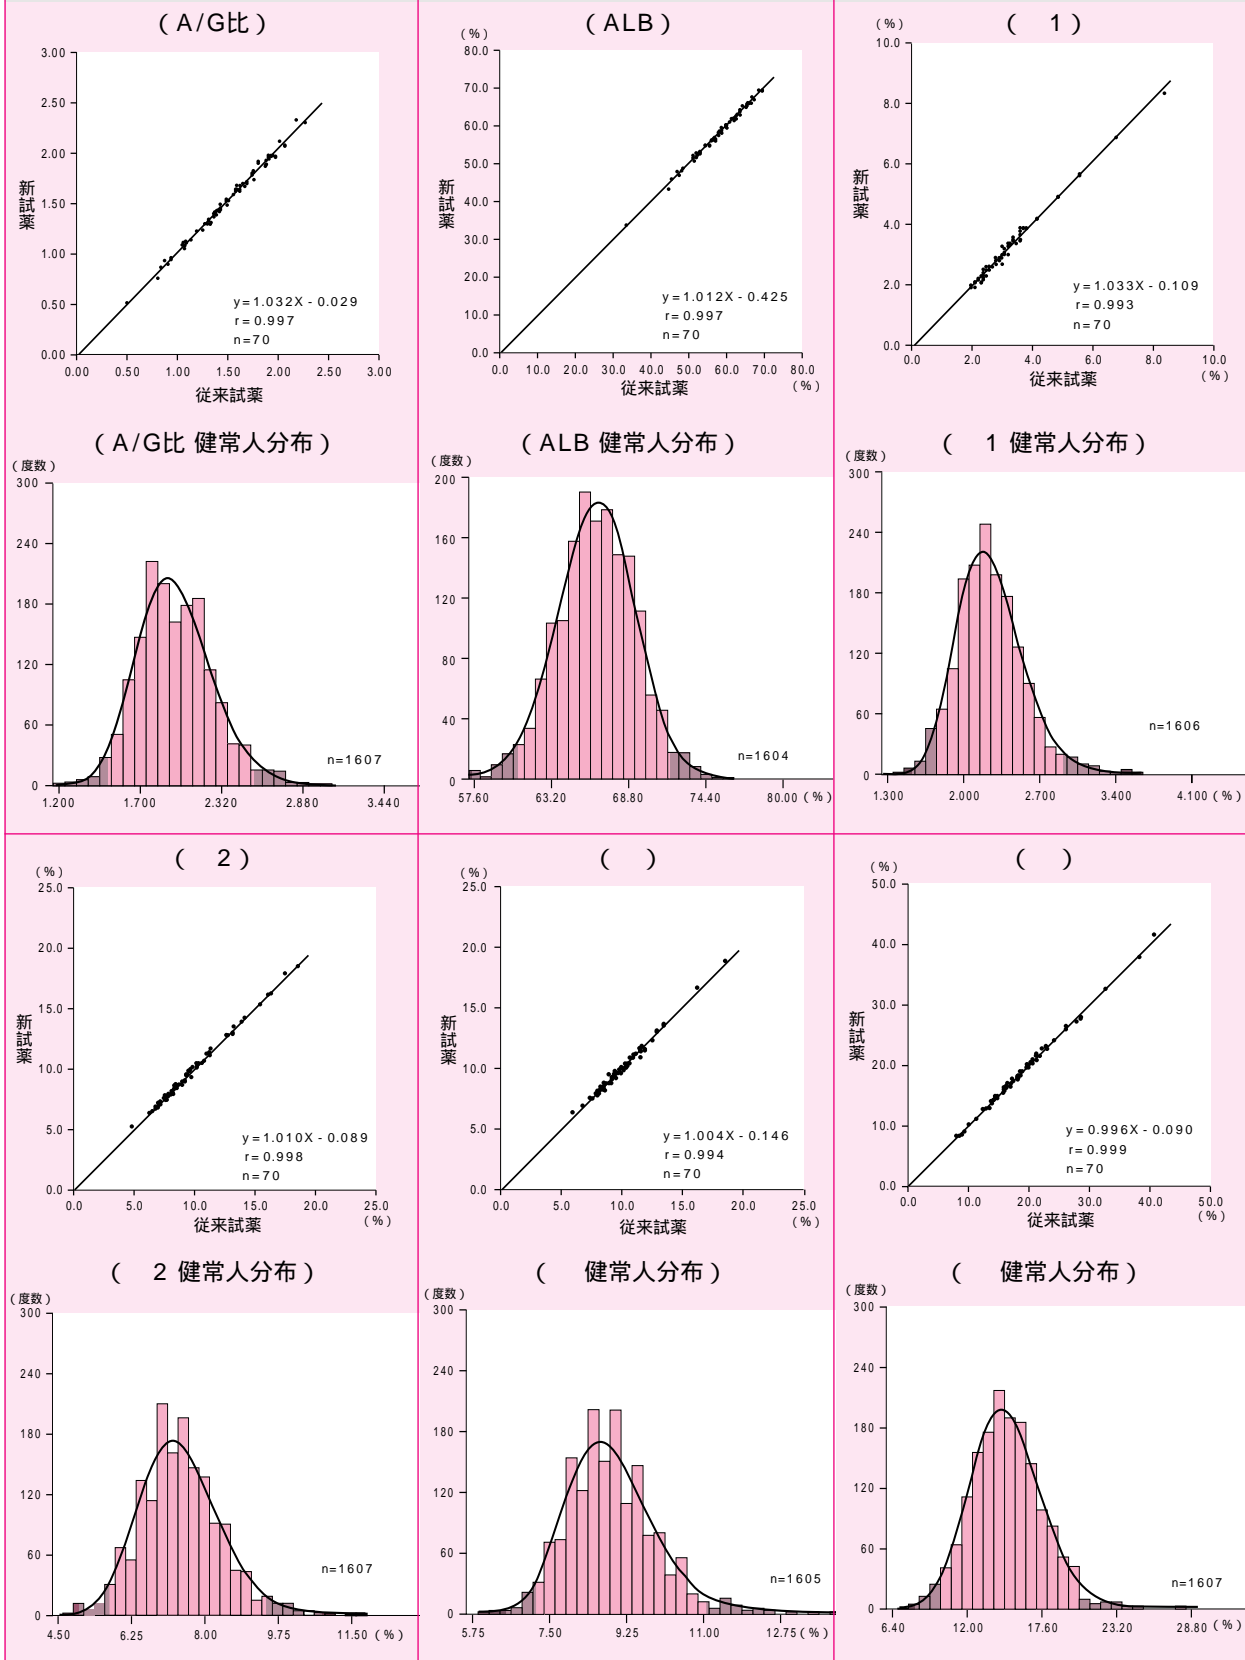 (A/G比)
3.00
2.50
2.00
1.50
1.00
0.50
0.00
0.00 0.50 1.00 1.50 2.00 2.50 3.00
新試薬
従来試薬
y=1.032X - 0.029
r=0.997
n=70
(ALB)
(%)
80.0
70.0
60.0
50.0
40.0
30.0
20.0
10.0
0.0
0.0 10.0 20.0 30.0 40.0 50.0 60.0 70.0 80.0
(%)
新試薬
従来試薬
y=1.012X - 0.425
r=0.997
n=70
( 1)
(%)
10.0
8.0
6.0
4.0
2.0
0.0
0.0 2.0 4.0 6.0 8.0 10.0
(%)
新試薬
従来試薬
y=1.033X - 0.109
r=0.993
n=70
(A/G比 健常人分布)
(度数)
300
240
180
120
60
0
1.200 1.700 2.320 2.880 3.440
n=1607
(ALB 健常人分布)
(度数)
200
160
120
80
40
0
57.60 63.20 68.80 74.40 80.00 (%)
n=1604
( 1 健常人分布)
(度数)
300
240
180
120
60
0
1.300 2.000 2.700 3.400 4.100 (%)
n=1606
( 2)
(%)
25.0
20.0
15.0
10.0
5.0
0.0
0.0 5.0 10.0 15.0 20.0 25.0
(%)
新試薬
従来試薬
y=1.010X - 0.089
r=0.998
n=70
( )
(%)
25.0
20.0
15.0
10.0
5.0
0.0
0.0 5.0 10.0 15.0 20.0 25.0
(%)
新試薬
従来試薬
y=1.004X - 0.146
r=0.994
n=70
( )
(%)
50.0
40.0
30.0
20.0
10.0
0.0
0.0 10.0 20.0 30.0 40.0 50.0
(%)
新試薬
従来試薬
y=0.996X - 0.090
r=0.999
n=70
( 2 健常人分布)
(度数)
300
240
180
120
60
0
4.50 6.25 8.00 9.75 11.50 (%)
n=1607
( 健常人分布)
(度数)
300
240
180
120
60
0
5.75 7.50 9.25 11.00 12.75 (%)
n=1605
( 健常人分布)
(度数)
300
240
180
120
60
0
6.40 12.00 17.60 23.20 28.80 (%)
n=1607